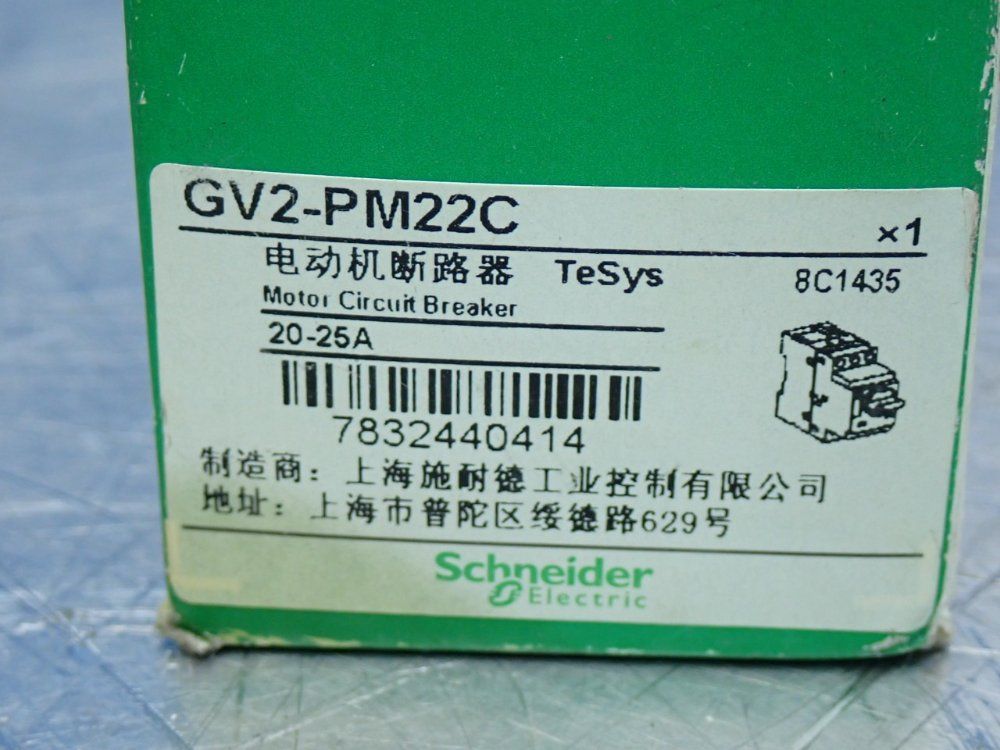 GV2-PM22C
×1
电动机断路器 TeSys 8C1435
Motor Circuit Breaker
20-25A
7832440414
制造商：上海施耐德工业控制有限公司
地址：上海市普陀区绥德路629号
Schneider
Electric